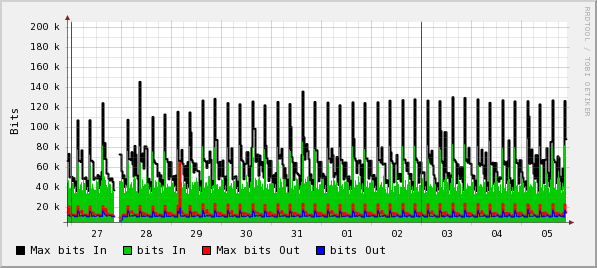 RRDTOOL / TOBI OETIKER
Bits
200 k
180 k
160 k
140 k
120 k
100 k
80 k
60 k
40 k
20 k
27 28 29 30 31 01 02 03 04 05
Max bits In bits In Max bits Out bits Out